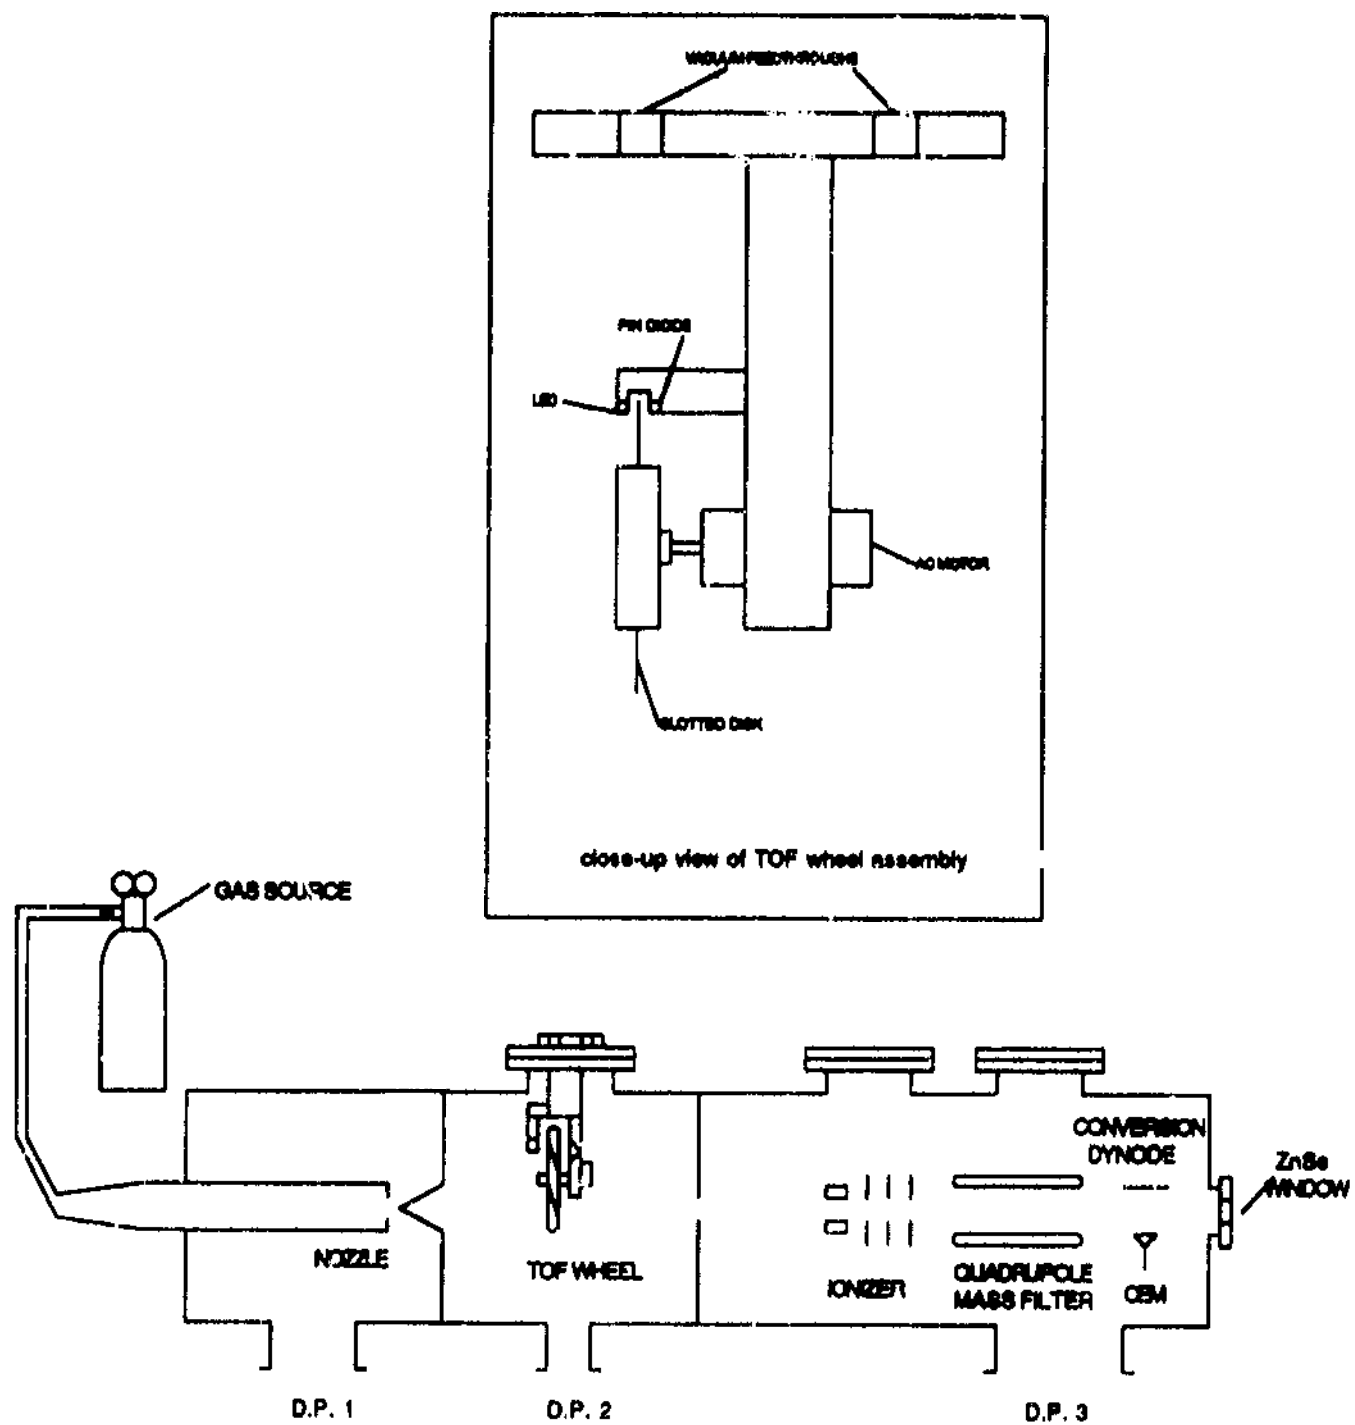 VACUUM FEEDTHROUGHS
PIN DIODE
LED
AC MOTOR
SLOTTED DISK
close-up view of TOF wheel assembly
GAS SOURCE
CONVERSION
DYNODE
ZnSe
WINDOW
NOZZLE
TOF WHEEL
IONIZER
QUADRUPOLE
MASS FILTER
CEM
D.P. 1
D.P. 2
D.P. 3